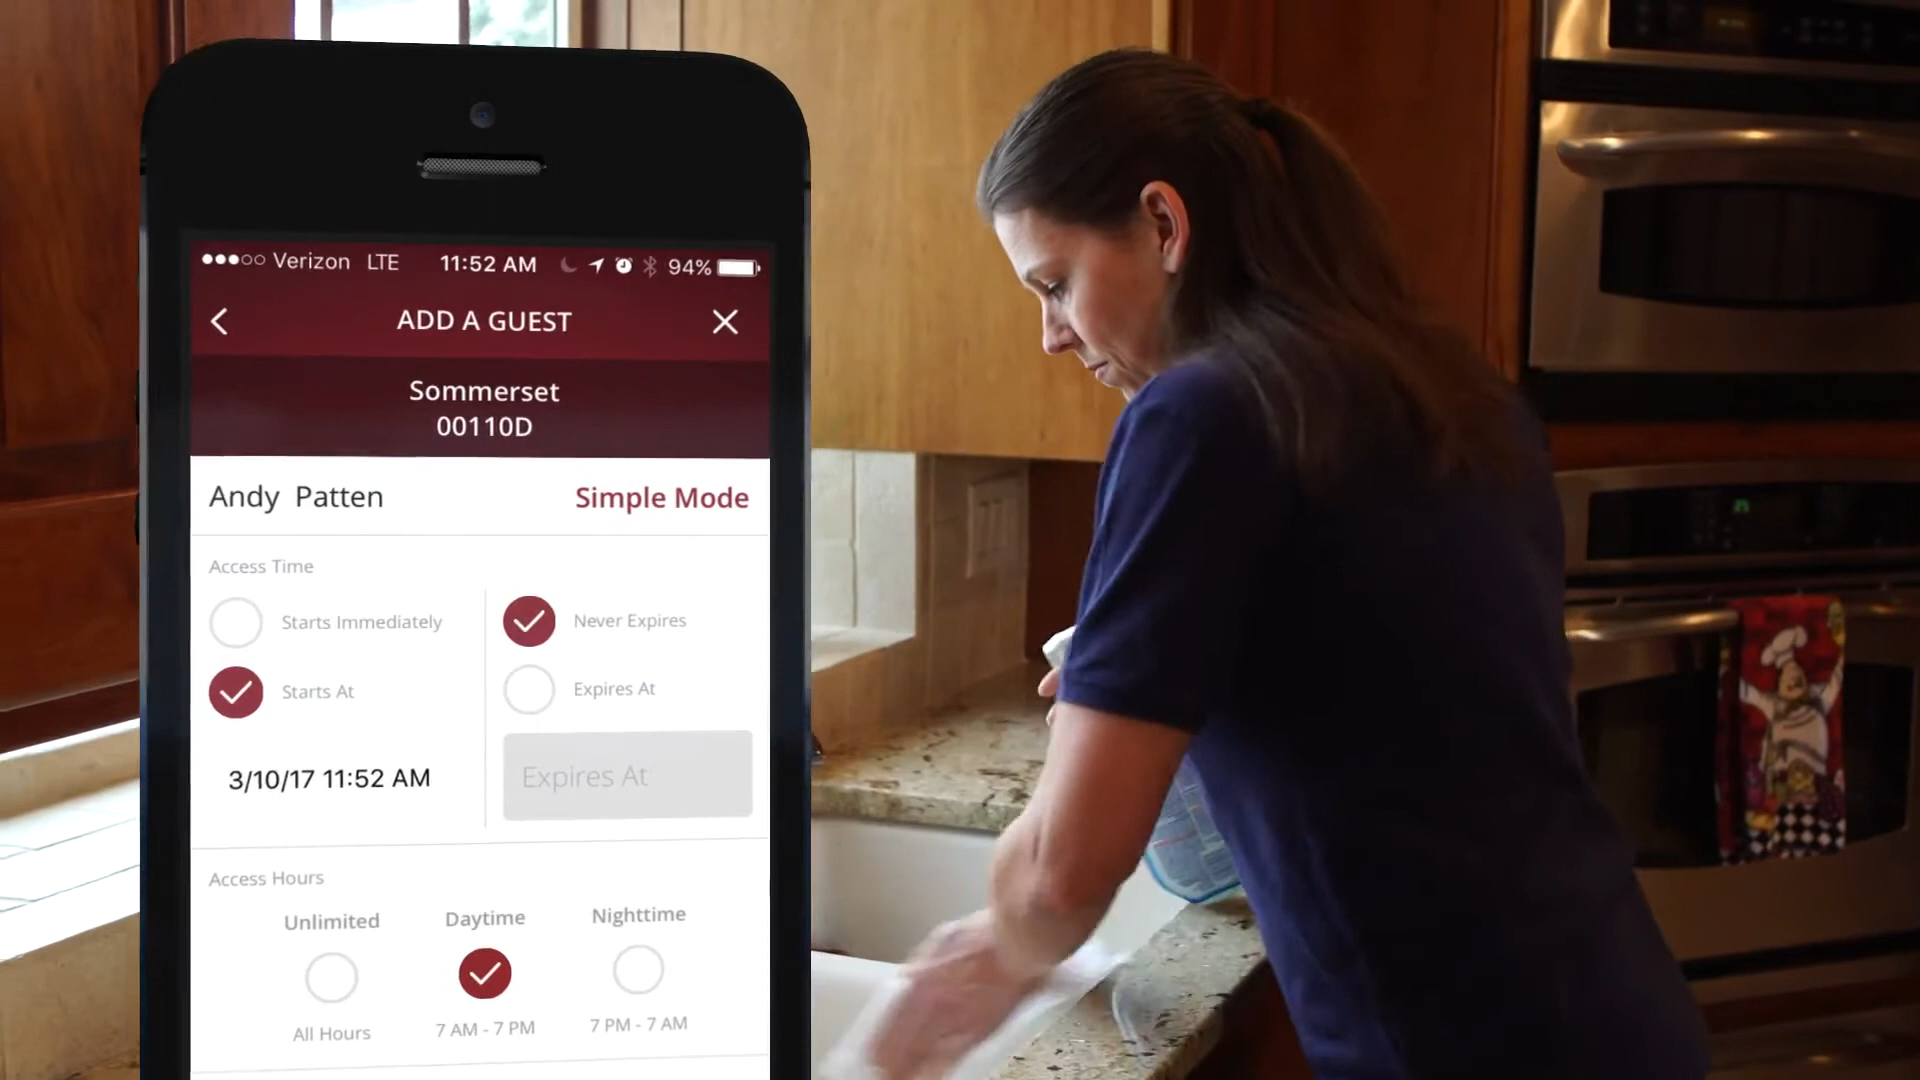 Verizon LTE 11:52 AM 94%
ADD A GUEST
Sommerset
00110D
Andy Patten Simple Mode
Access Time
Starts Immediately
Never Expires
Starts At
Expires At
3/10/17 11:52 AM
Expires At
Access Hours
Unlimited Daytime Nighttime
All Hours 7 AM - 7 PM 7 PM - 7 AM